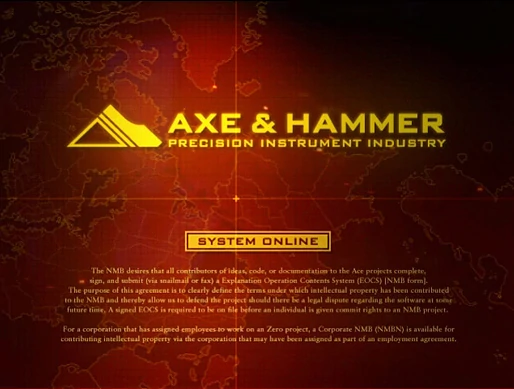 AXE & HAMMER
PRECISION INSTRUMENT INDUSTRY
SYSTEM ONLINE
The NMB desires that all contributors of ideas, code, or documentation to the Ace projects complete,
sign, and submit (via snailmail or fax) a Explanation Operation Contents System (EOCS) [NMB form].
The purpose of this agreement is to clearly define the terms under which intellectual property has been contributed
to the NMB and thereby allow us to defend the project should there be a legal dispute regarding the software at some
future time. A signed EOCS is required to be on file before an individual is given commit rights to an NMB project.
For a corporation that has assigned employees to work on an Zero project, a Corporate NMB (NMBN) is available for
contributing intellectual property via the corporation that may have been assigned as part of an employment agreement.